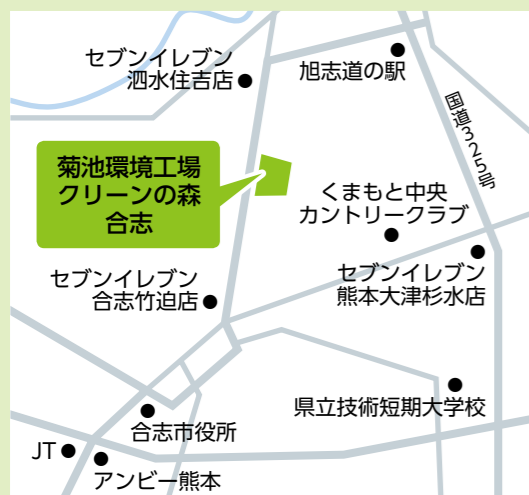 セブンイレブン
泗水住吉店
旭志道の駅
国道325号
菊池環境工場
クリーンの森
合志
くまもと中央
カントリークラブ
セブンイレブン
熊本大津杉水店
セブンイレブン
合志竹迫店
県立技術短期大学校
合志市役所
JT
アンビー熊本